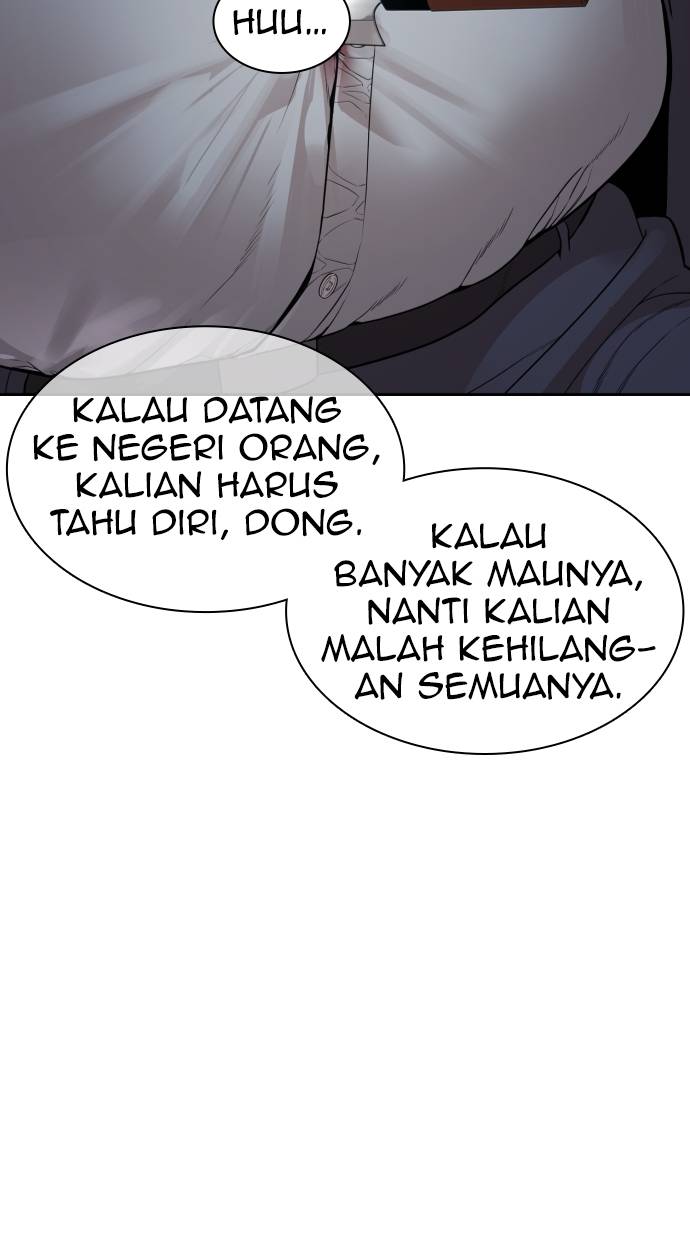 HUU...
KALAU DATANG
KE NEGERI ORANG,
KALIAN HARUS
TAHU DIRI, DONG.
KALAU
BANYAK MAUNYA,
NANTI KALIAN
MALAH KEHILANG-
AN SEMUANYA.